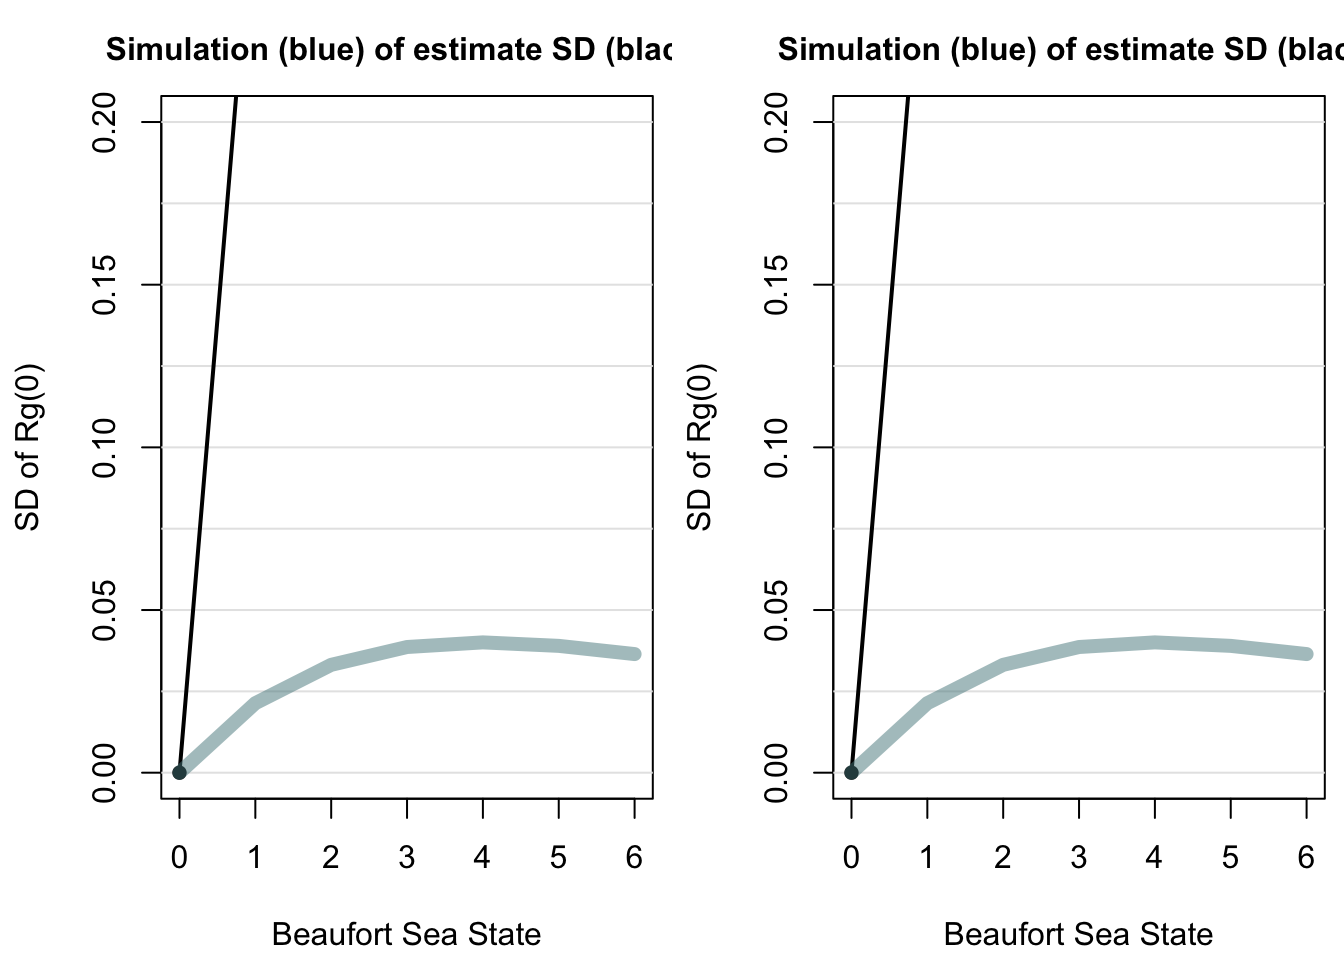 Simulation (blue) of estimate SD (blac
SD of Rg(0)
0.20
0.15
0.10
0.05
0.00
0 1 2 3 4 5 6
Beaufort Sea State
Simulation (blue) of estimate SD (blac
SD of Rg(0)
0.20
0.15
0.10
0.05
0.00
0 1 2 3 4 5 6
Beaufort Sea State